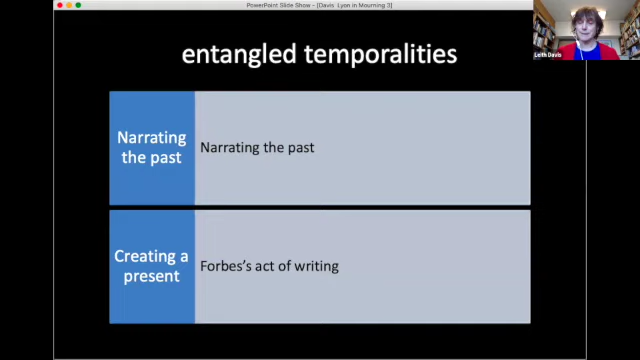 PowerPoint Slide Show - [Davis Lyon in Mourning 3]
entangled temporalities
Leith Davis
Narrating
the past
Narrating the past
Creating a
present
Forbes's act of writing